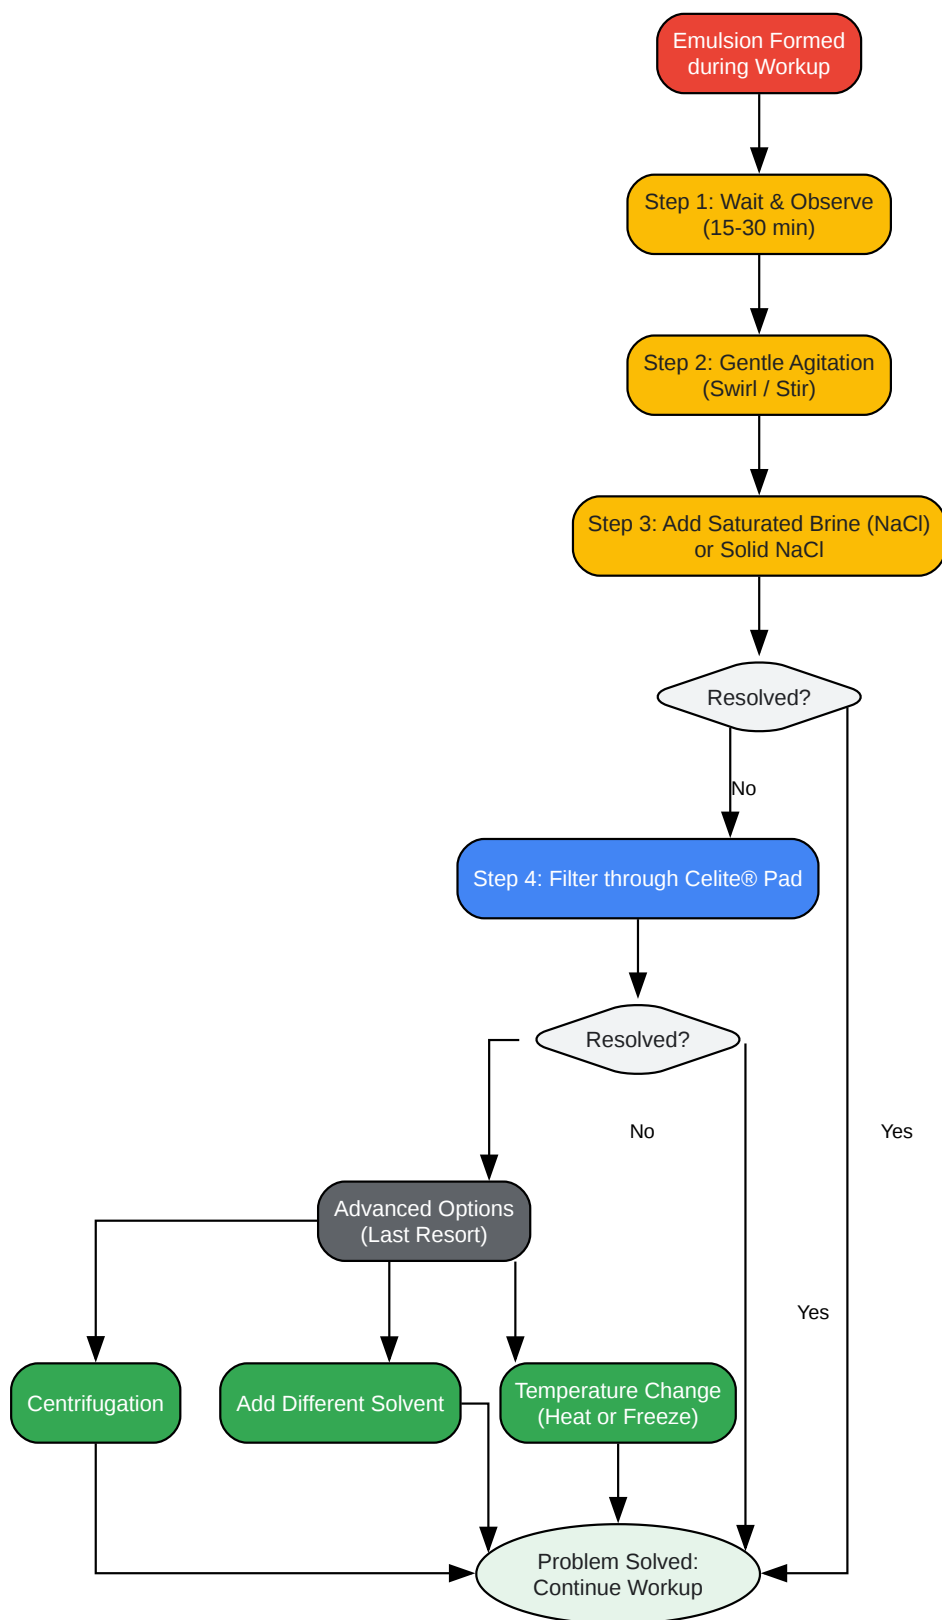 Emulsion Formed
during Workup
Step 1: Wait & Observe
(15-30 min)
Step 2: Gentle Agitation
(Swirl / Stir)
Step 3: Add Saturated Brine (NaCl)
or Solid NaCl
Resolved?
No
Step 4: Filter through Celite® Pad
Resolved?
No
Yes
Advanced Options
(Last Resort)
Yes
Centrifugation
Add Different Solvent
Temperature Change
(Heat or Freeze)
Problem Solved:
Continue Workup